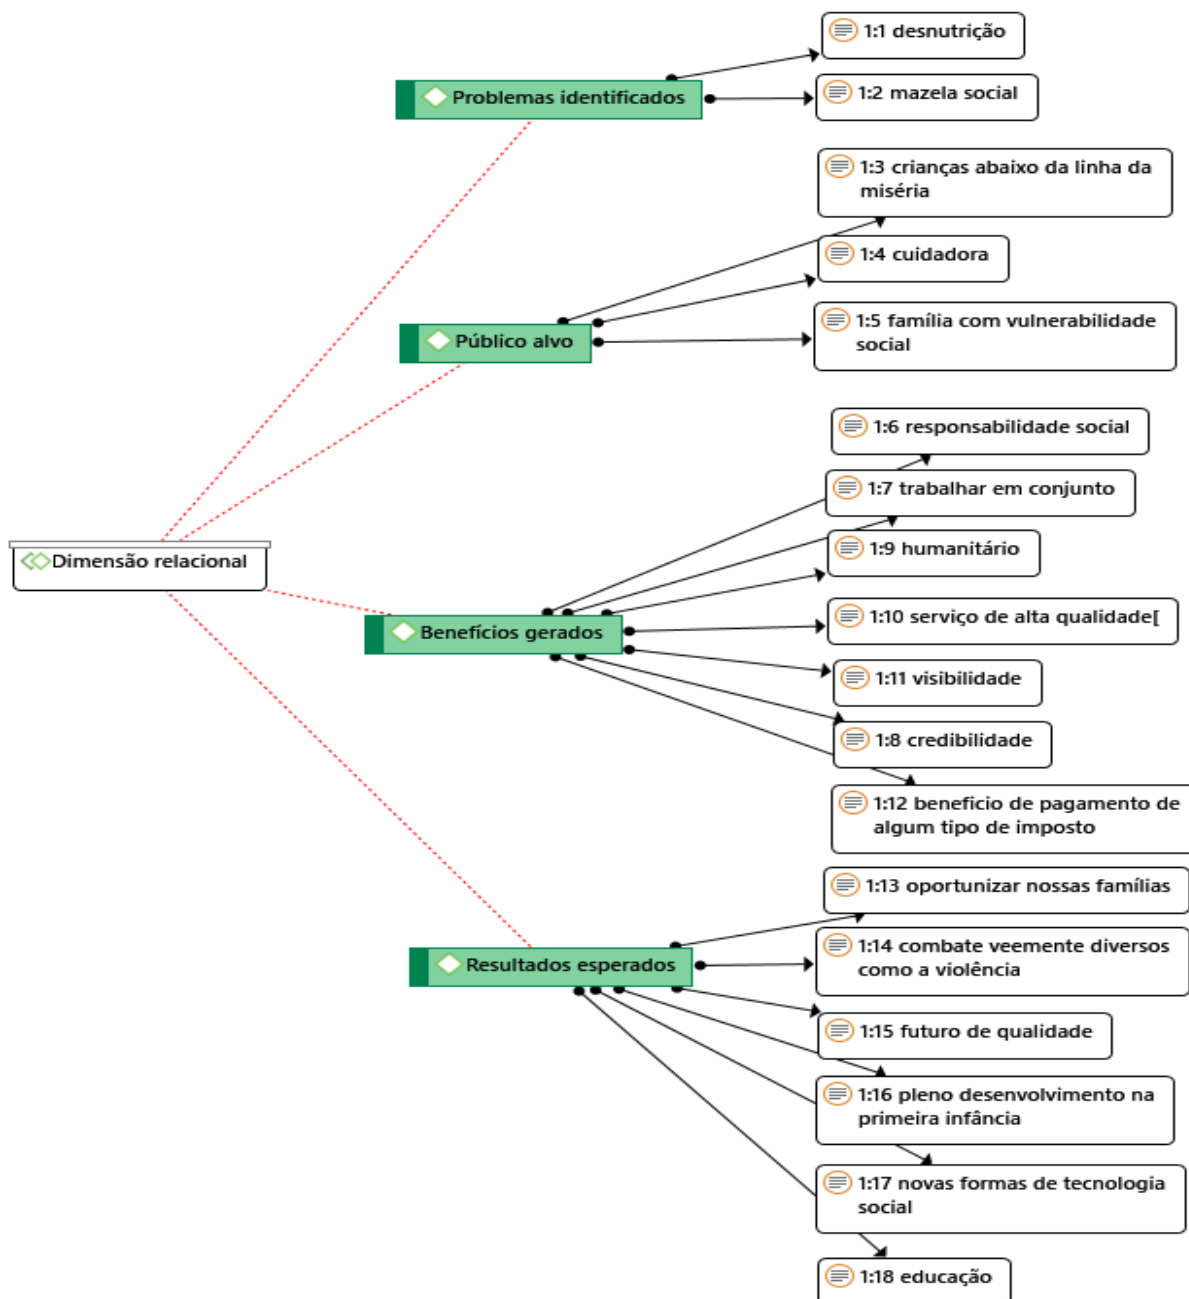 1:1 desnutrição
Problemas identificados
1:2 mazela social
1:3 crianças abaixo da linha da
miséria
1:4 cuidadora
Público alvo
1:5 família com vulnerabilidade
social
1:6 responsabilidade social
1:7 trabalhar em conjunto
Dimensão relacional
1:9 humanitário
Benefícios gerados
1:10 serviço de alta qualidade[
1:11 visibilidade
1:8 credibilidade
1:12 beneficio de pagamento de
algum tipo de imposto
1:13 oportunizar nossas famílias
Resultados esperados
1:14 combate veemente diversos
como a violência
1:15 futuro de qualidade
1:16 pleno desenvolvimento na
primeira infância
1:17 novas formas de tecnologia
social
1:18 educação